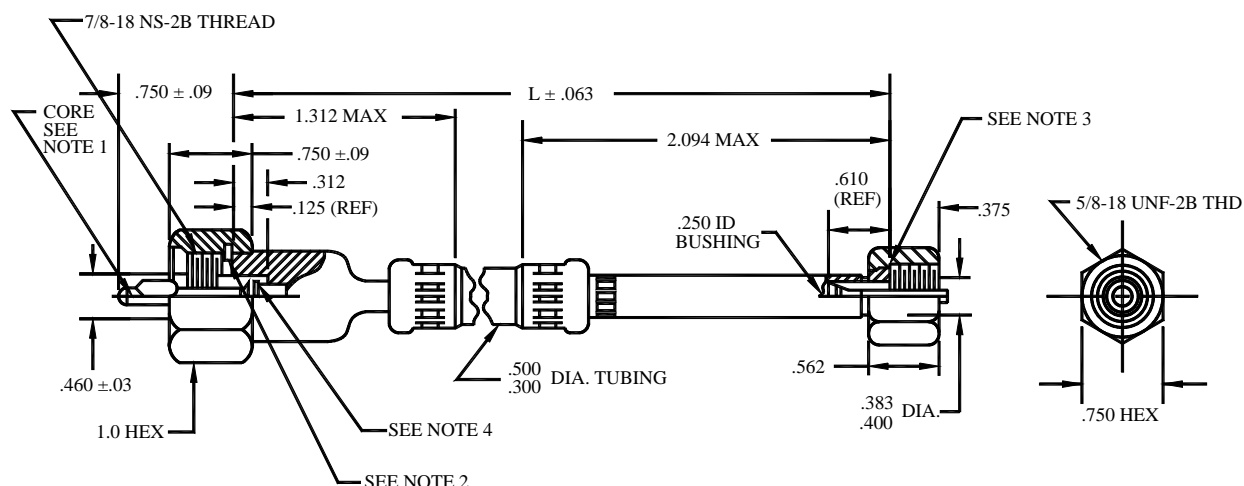 7/8-18 NS-2B THREAD
.750 ± .09
L ± .063
CORE
SEE
NOTE 1
1.312 MAX
SEE NOTE 3
2.094 MAX
.750 ±.09
.312
.610
(REF)
5/8-18 UNF-2B THD
.125 (REF)
.375
.250 ID
BUSHING
.460 ±.03
.500
.300
DIA. TUBING
.562
.383
.400
DIA.
.750 HEX
1.0 HEX
SEE NOTE 4
SEE NOTE 2